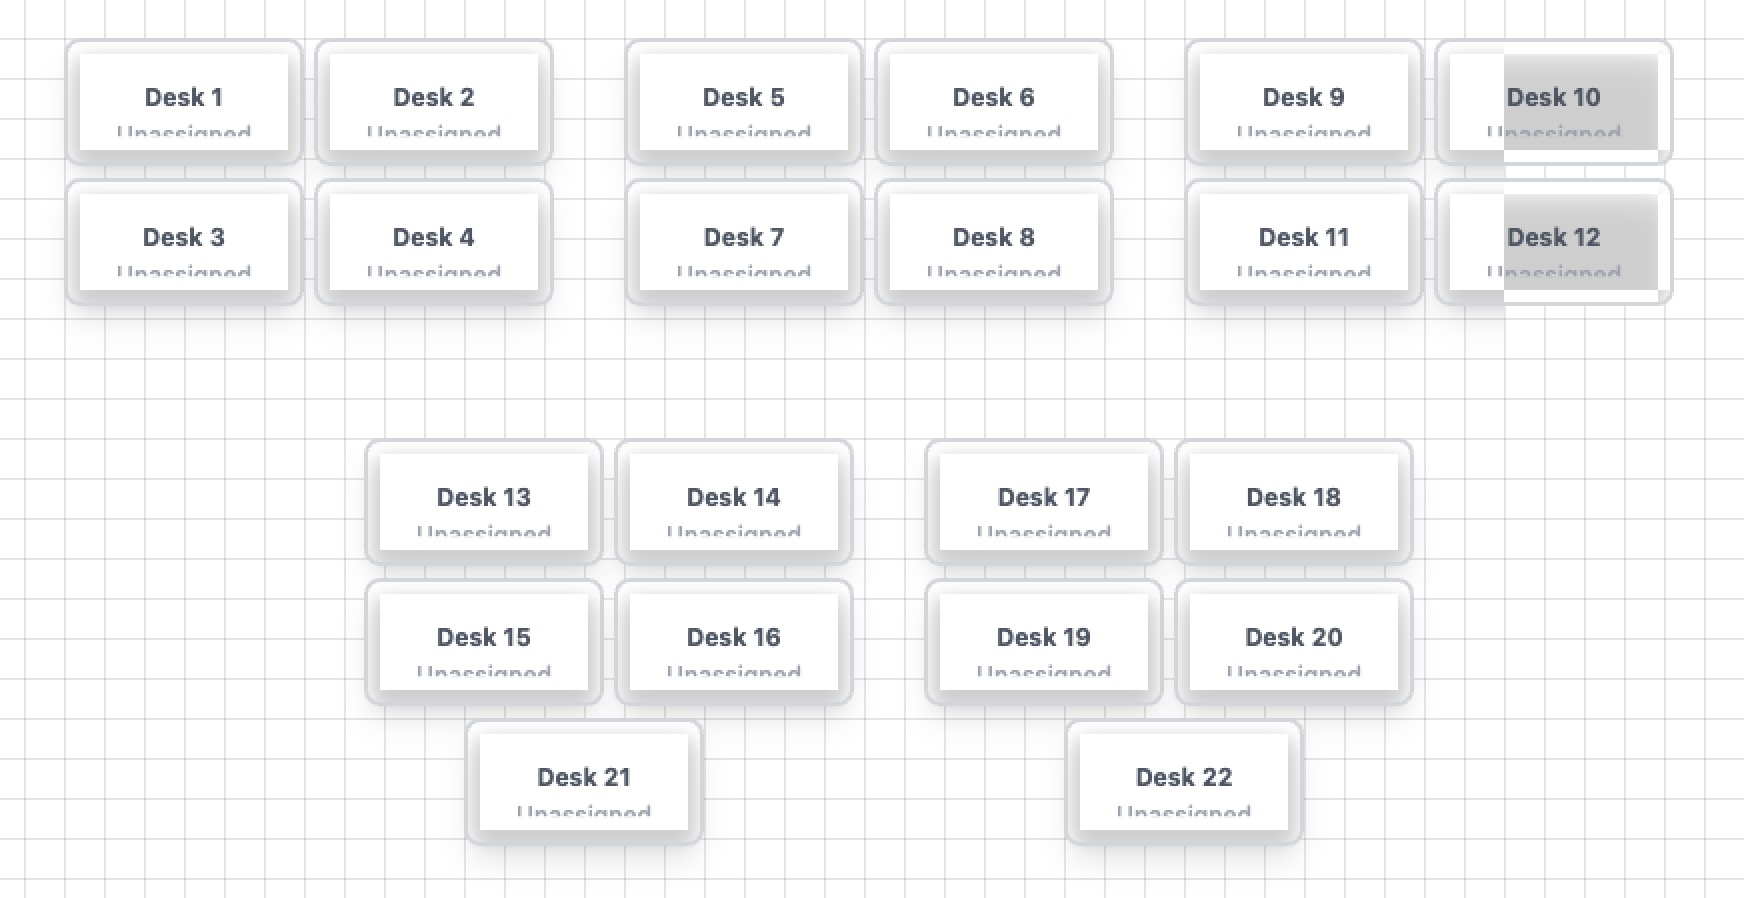 Desk 1
Unassigned
Desk 2
Unassigned
Desk 5
Unassigned
Desk 6
Unassigned
Desk 9
Unassigned
Desk 10
Unassigned
Desk 3
Unassigned
Desk 4
Unassigned
Desk 7
Unassigned
Desk 8
Unassigned
Desk 11
Unassigned
Desk 12
Unassigned
Desk 13
Unassigned
Desk 14
Unassigned
Desk 17
Unassigned
Desk 18
Unassigned
Desk 15
Unassigned
Desk 16
Unassigned
Desk 19
Unassigned
Desk 20
Unassigned
Desk 21
Unassigned
Desk 22
Unassigned